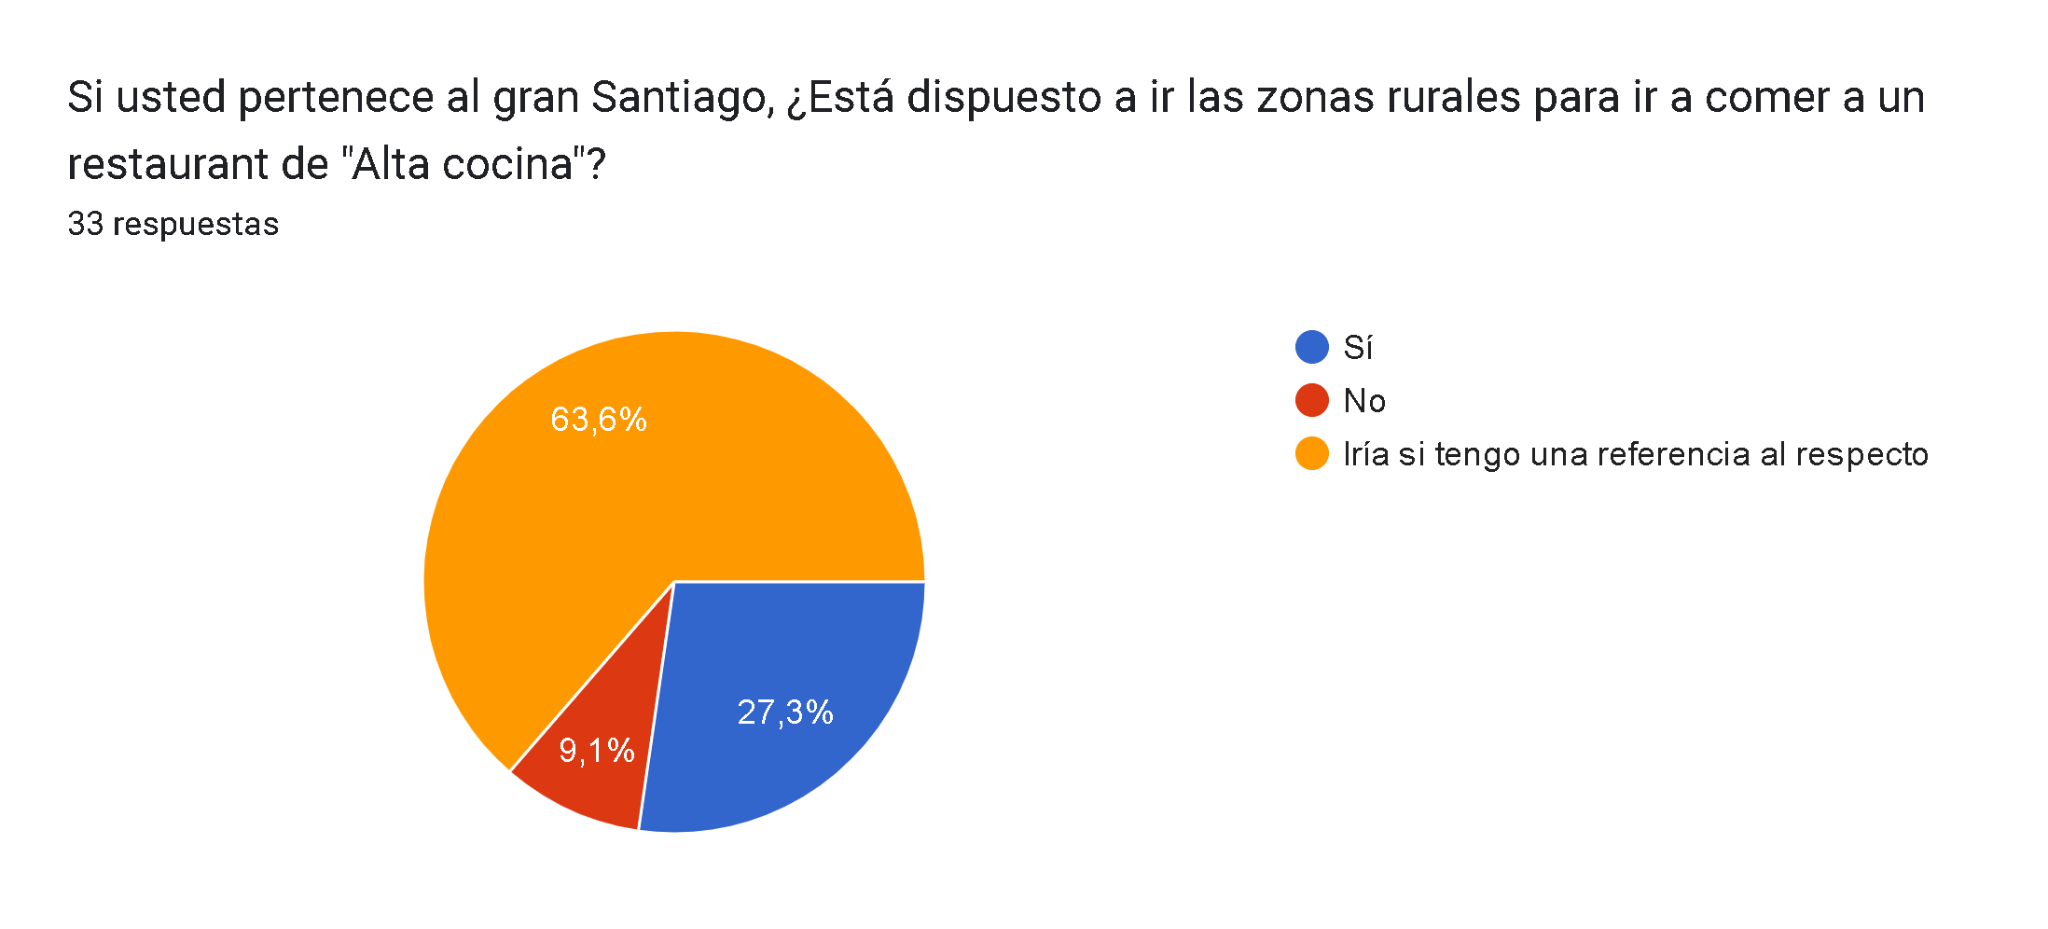 Si usted pertenece al gran Santiago, ¿Está dispuesto a ir las zonas rurales para ir a comer a un
restaurant de "Alta cocina"?
33 respuestas
Sí
No
Iría si tengo una referencia al respecto
63,6%
27,3%
9,1%